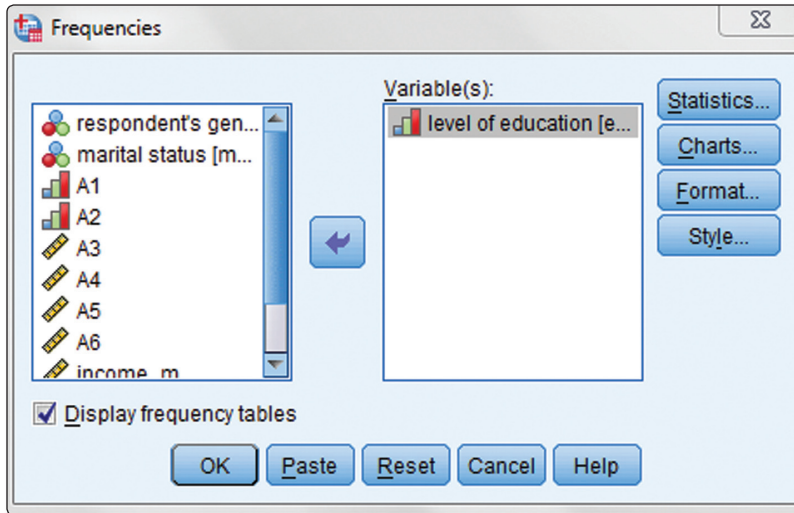 Frequencies
respondent's gen...
marital status [m...
A1
A2
A3
A4
A5
A6
income_m
Variable(s):
level of education [e...
Statistics...
Charts...
Format...
Style...
Display frequency tables
OK
Paste
Reset
Cancel
Help